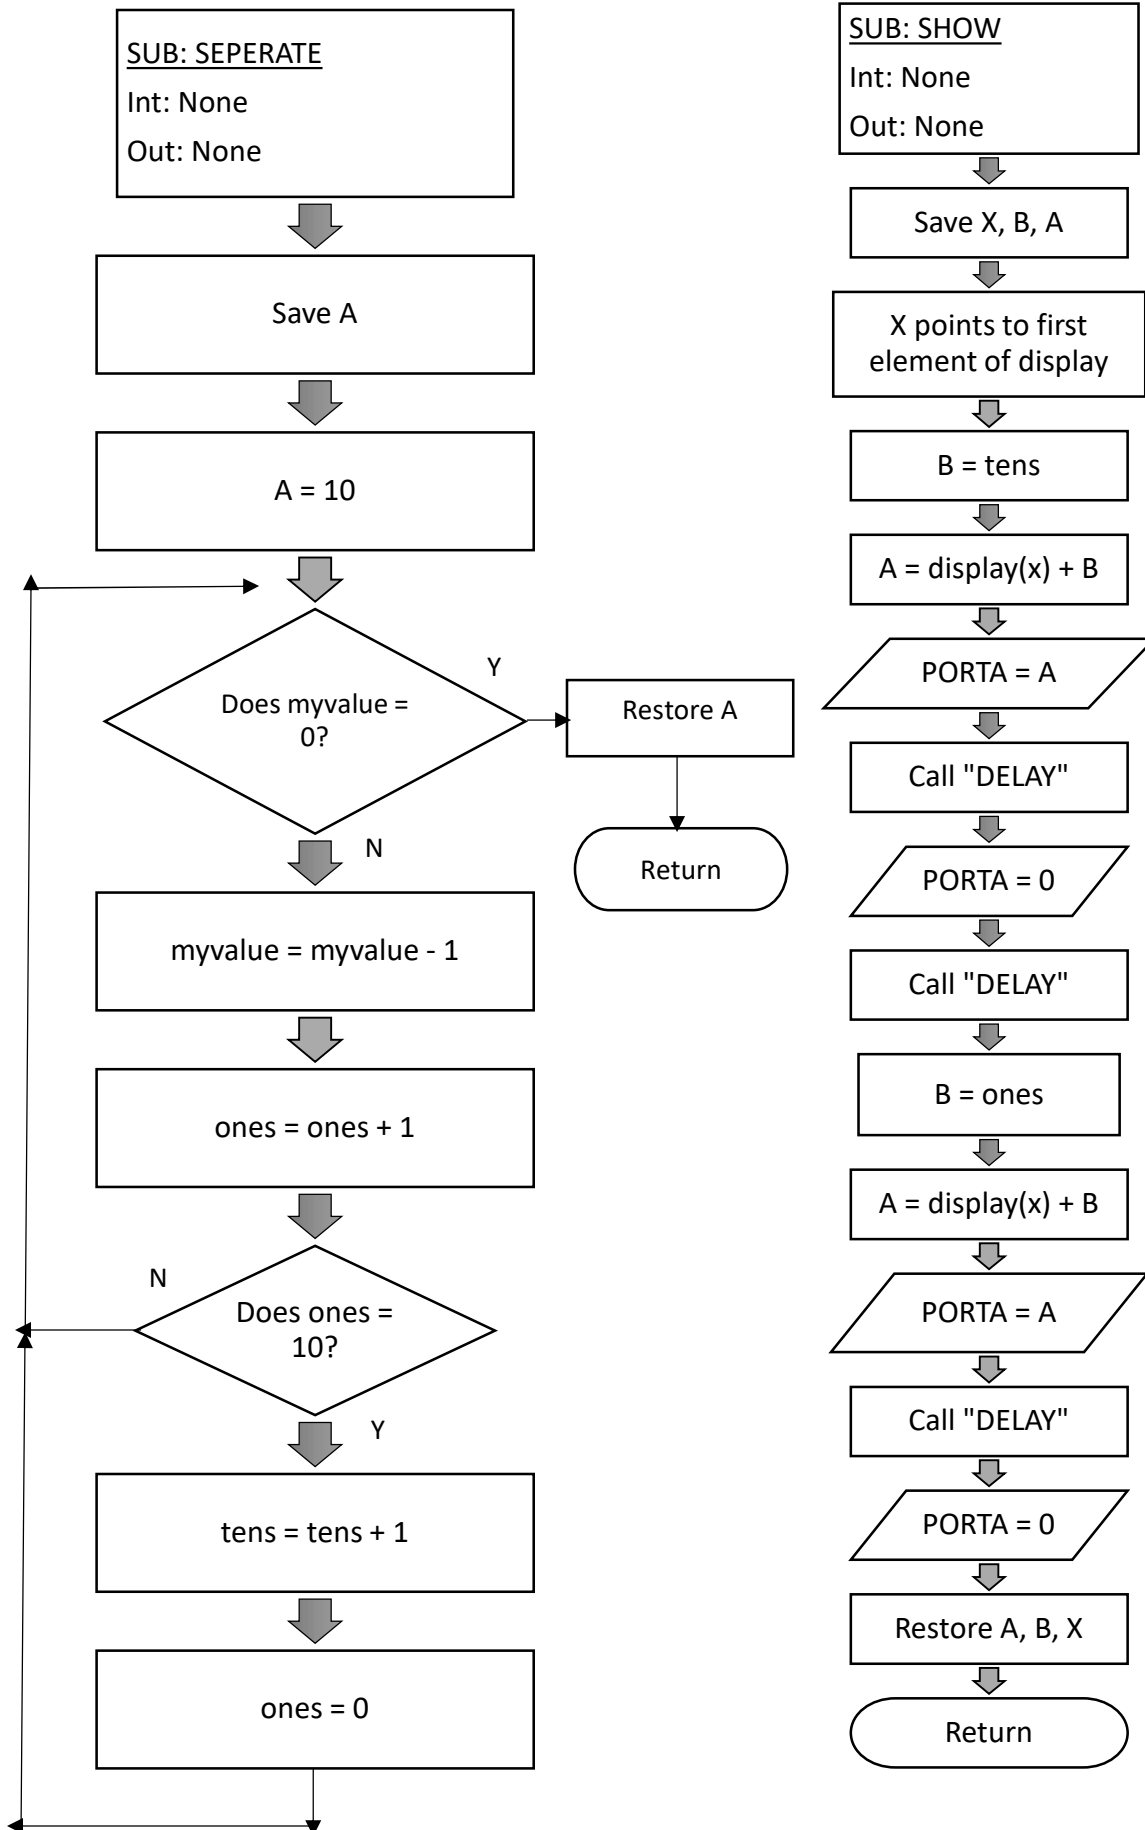 SUB: SEPERATE
Int: None
Out: None
Save A
A = 10
Does myvalue =
0?
Y
Restore A
Return
N
myvalue = myvalue - 1
ones = ones + 1
N
Does ones =
10?
Y
tens = tens + 1
ones = 0
SUB: SHOW
Int: None
Out: None
Save X, B, A
X points to first
element of display
B = tens
A = display(x) + B
PORTA = A
Call "DELAY"
PORTA = 0
Call "DELAY"
B = ones
A = display(x) + B
PORTA = A
Call "DELAY"
PORTA = 0
Restore A, B, X
Return